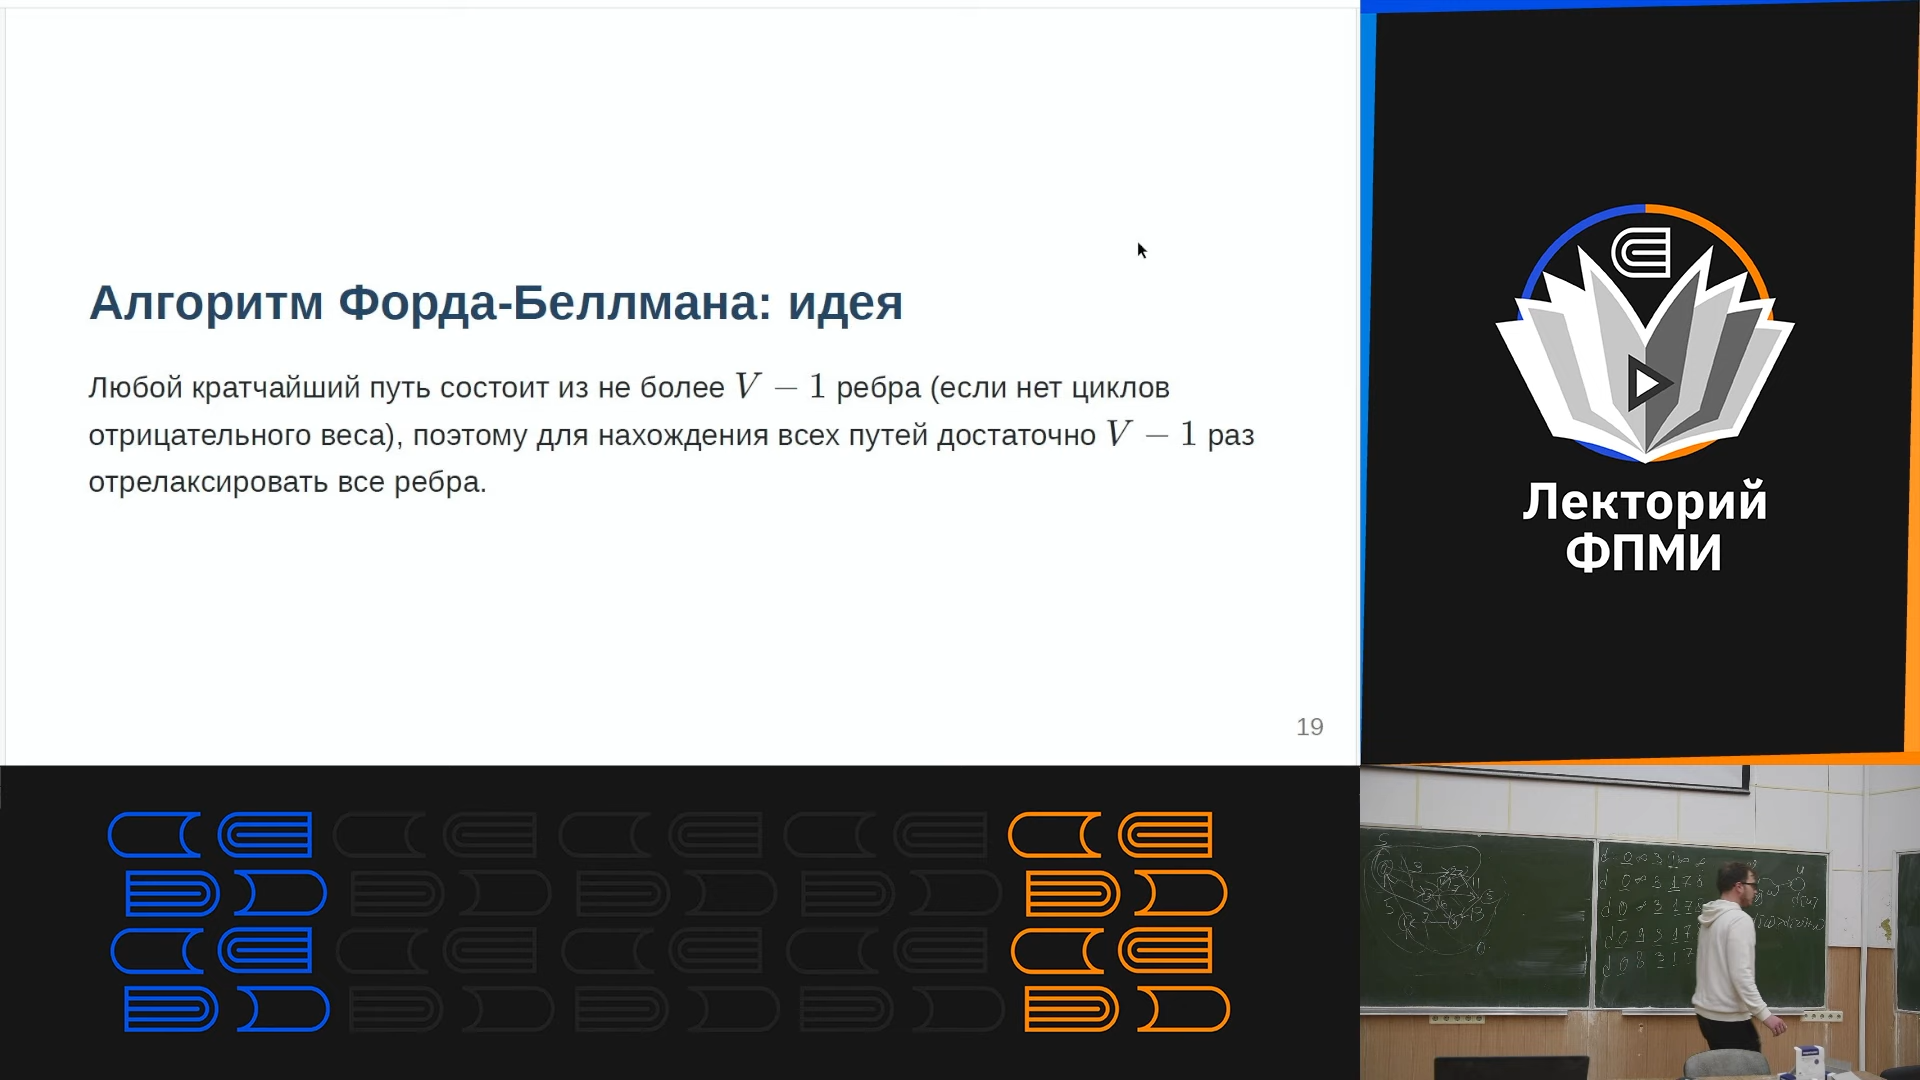 Алгоритм Форда-Беллмана: идея
Любой кратчайший путь состоит из не более V − 1 ребра (если нет циклов
отрицательного веса), поэтому для нахождения всех путей достаточно V − 1 раз
отрелаксировать все ребра.
19
Лекторий
ФПМИ